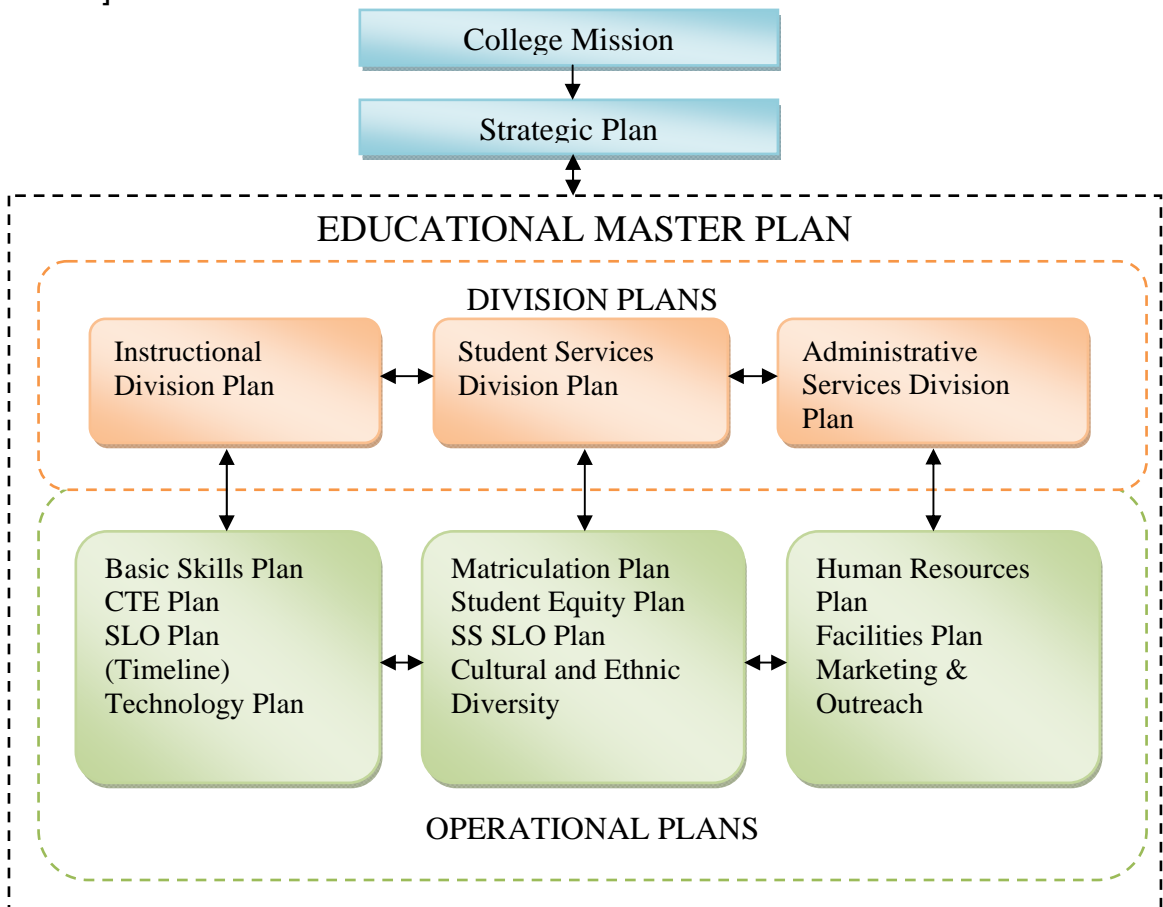 ]
College Mission
Strategic Plan
EDUCATIONAL MASTER PLAN
DIVISION PLANS
Instructional
Division Plan
Student Services
Division Plan
Administrative
Services Division
Plan
Basic Skills Plan
CTE Plan
SLO Plan
(Timeline)
Technology Plan
Matriculation Plan
Student Equity Plan
SS SLO Plan
Cultural and Ethnic
Diversity
Human Resources
Plan
Facilities Plan
Marketing &
Outreach
OPERATIONAL PLANS